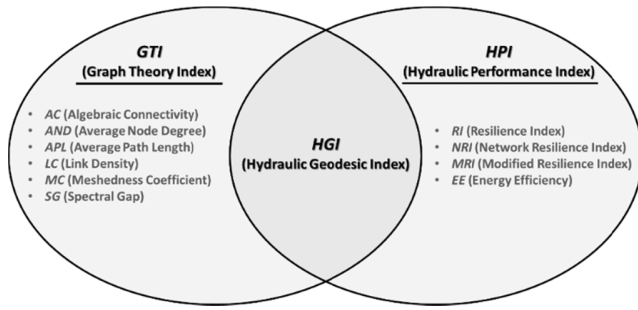 GTI
(Graph Theory Index)
• AC (Algebraic Connectivity)
• AND (Average Node Degree)
• APL (Average Path Length)
• LC (Link Density)
• MC (Meshedness Coefficient)
• SG (Spectral Gap)
HGI
(Hydraulic Geodesic Index)
HPI
(Hydraulic Performance Index)
• RI (Resilience Index)
• NRI (Network Resilience Index)
• MRI (Modified Resilience Index)
• EE (Energy Efficiency)